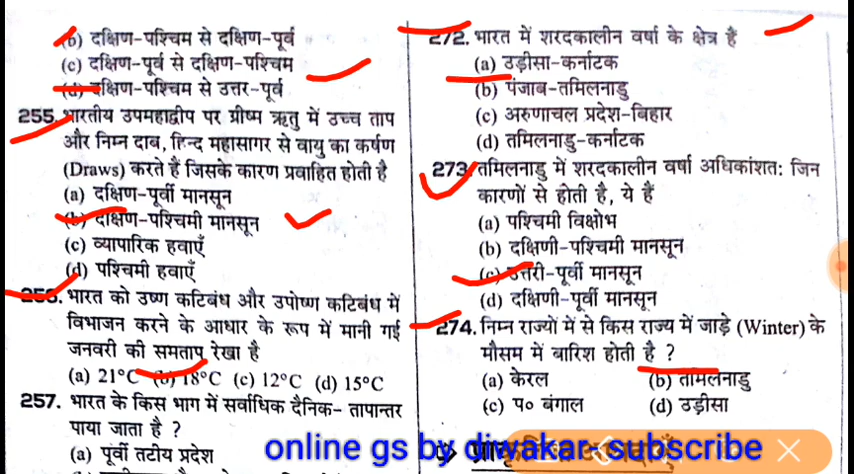 (b) दक्षिण-पश्चिम से दक्षिण-पूर्व
(c) दक्षिण-पूर्व से दक्षिण-पश्चिम
(d) दक्षिण-पश्चिम से उत्तर-पूर्व
255. भारतीय उपमहाद्वीप पर ग्रीष्म ऋतु में उच्च ताप
और निम्न दाब, हिन्द महासागर से वायु का कर्षण
(Draws) करते हैं जिसके कारण प्रवाहित होती है
(a) दक्षिण-पूर्वी मानसून
(b) दक्षिण-पश्चिमी मानसून
(c) व्यापारिक हवाएँ
(d) पश्चिमी हवाएँ
256. भारत को उष्ण कटिबंध और उपोष्ण कटिबंध में
विभाजन करने के आधार के रूप में मानी गई
जनवरी की समताप रेखा है
(a) 21°C (b) 18°C (c) 12°C (d) 15°C
257. भारत के किस भाग में सर्वाधिक दैनिक- तापान्तर
पाया जाता है ?
(a) पूर्वी तटीय प्रदेश
272. भारत में शरदकालीन वर्षा के क्षेत्र हैं
(a) उड़ीसा-कर्नाटक
(b) पंजाब-तमिलनाडु
(c) अरुणाचल प्रदेश-बिहार
(d) तमिलनाडु-कर्नाटक
273. तमिलनाडु में शरदकालीन वर्षा अधिकांशतः जिन
कारणों से होती है, ये हैं
(a) पश्चिमी विक्षोभ
(b) दक्षिणी-पश्चिमी मानसून
(c) उत्तरी-पूर्वी मानसून
(d) दक्षिणी-पूर्वी मानसून
274. निम्न राज्यों में से किस राज्य में जाड़े (Winter) के
मौसम में बारिश होती है ?
(a) केरल (b) तमिलनाडु
(c) प० बंगाल (d) उड़ीसा
online gs by diwakar- subscribe